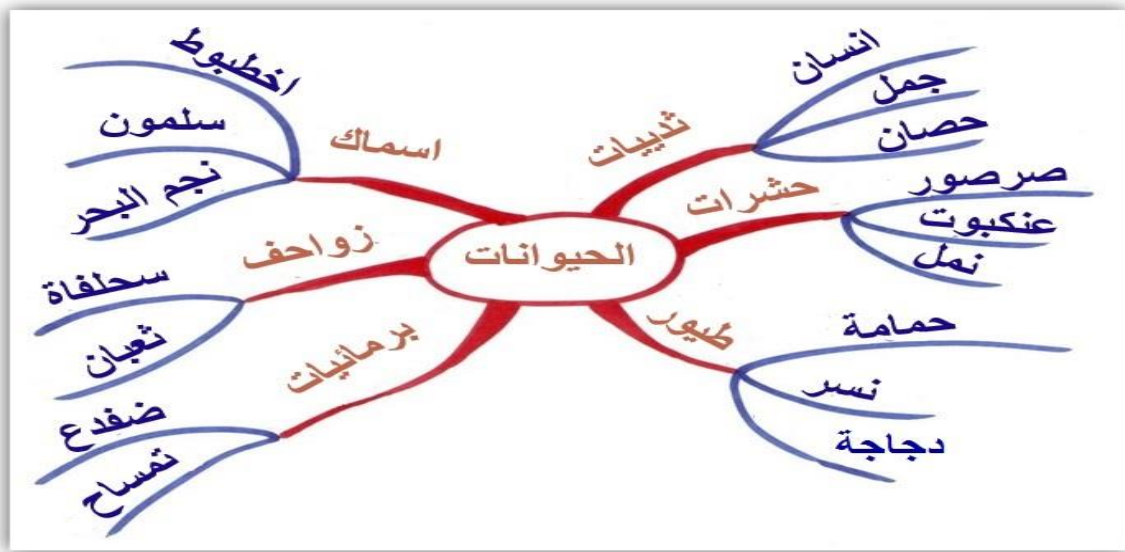 الحيوانات
ثدييات
انسان
جمل
حصان
حشرات
صرصور
عنكبوت
نمل
طيور
حمامة
نسر
دجاجة
اسماك
اخطبوط
سلمون
نجم البحر
زواحف
سحلفاة
ثعبان
برمائيات
ضفدع
تمساح